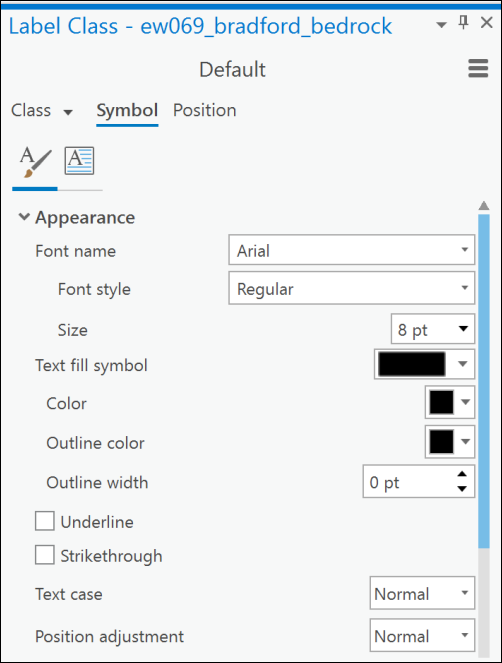 Label Class - ew069_bradford_bedrock
Default
Class Symbol Position
A A
Appearance
Font name Arial
Font style Regular
Size 8 pt
Text fill symbol
Color
Outline color
Outline width 0 pt
Underline
Strikethrough
Text case Normal
Position adjustment Normal